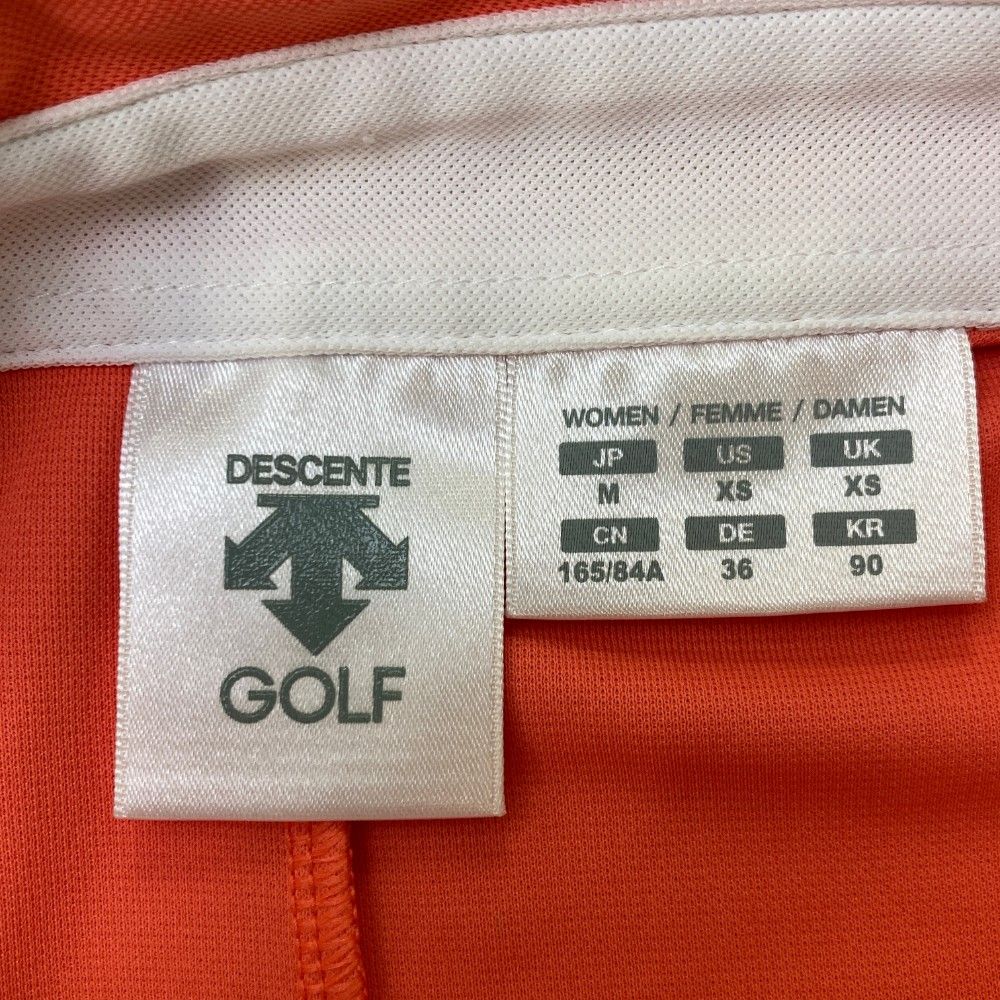 DESCENTE
GOLF
WOMEN / FEMME / DAMEN
JP US UK
M XS XS
CN DE KR
165/84A 36 90